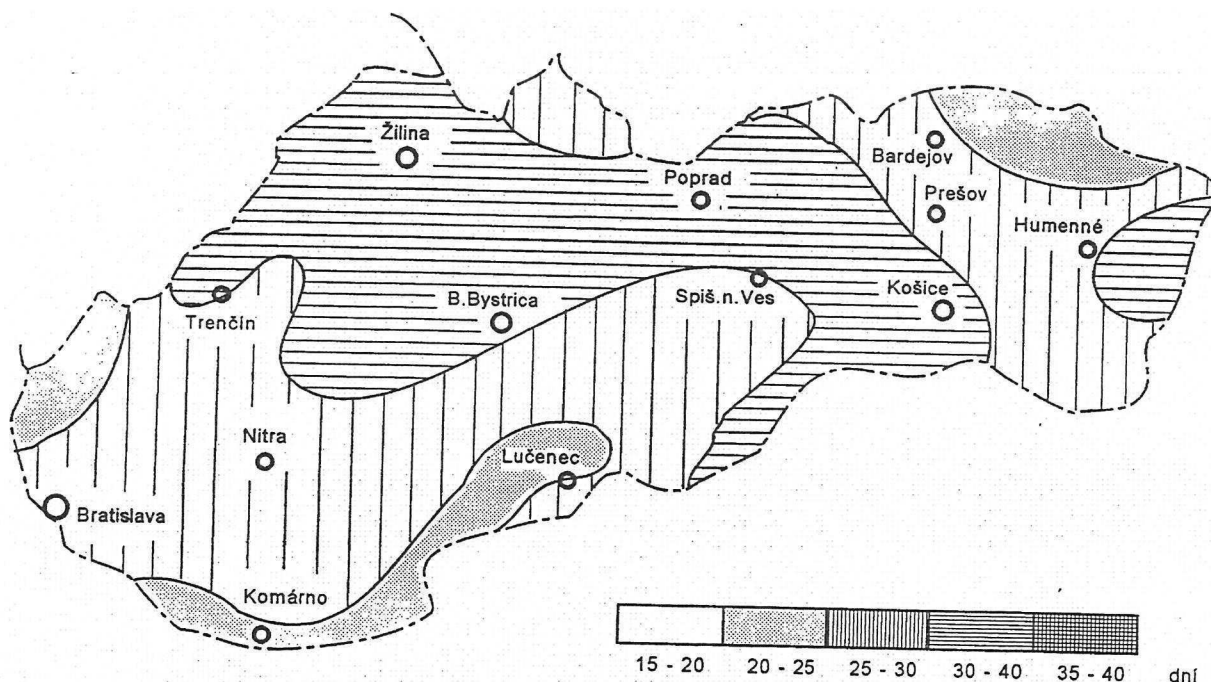 Žilina
Poprad
Bardejov
Prešov
Humenné
Trenčín
B.Bystrica
Spiš.n.Ves
Košice
Nitra
Lučenec
Bratislava
Komárno
15 - 20 20 - 25 25 - 30 30 - 40 35 - 40 dní